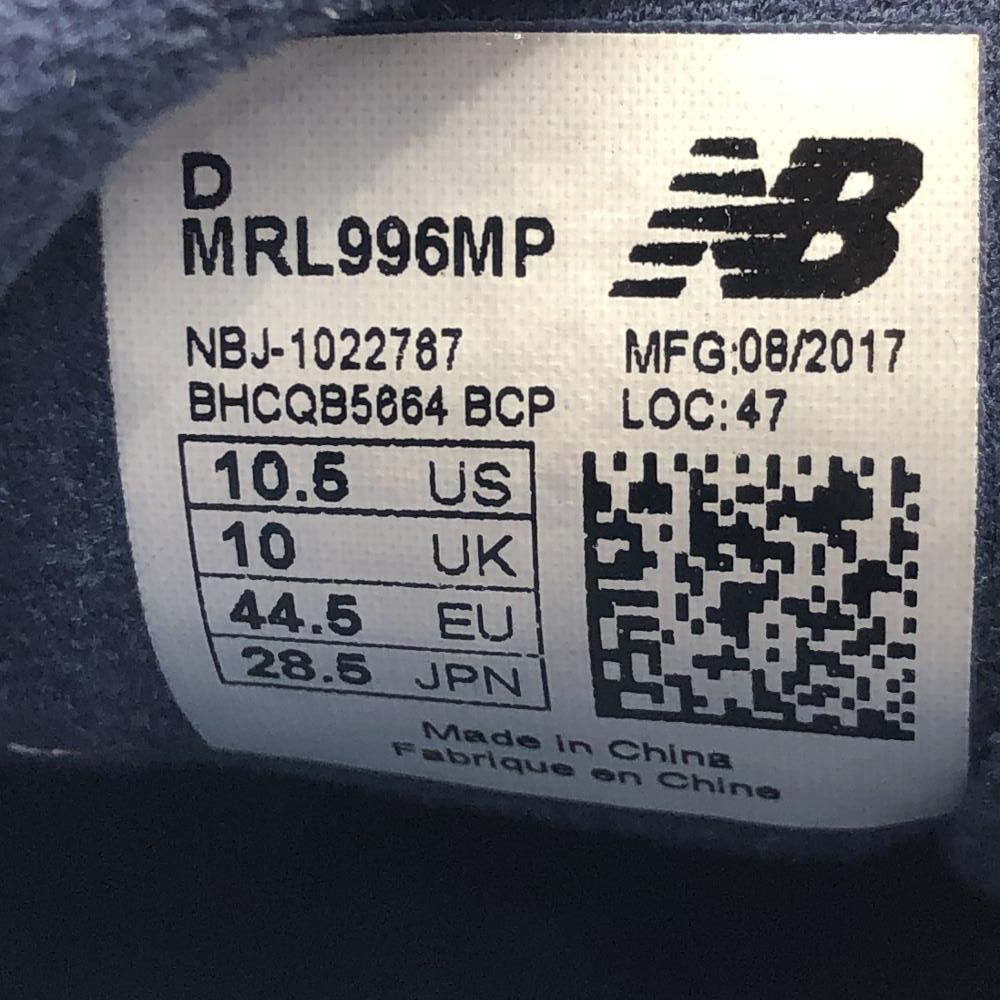 D
MRL996MP
NB
NBJ-1022787
MFG:08/2017
BHCQB5664 BCP
LOC:47
10.5 US
10 UK
44.5 EU
28.5 JPN
Made in China
Fabrique en Chine